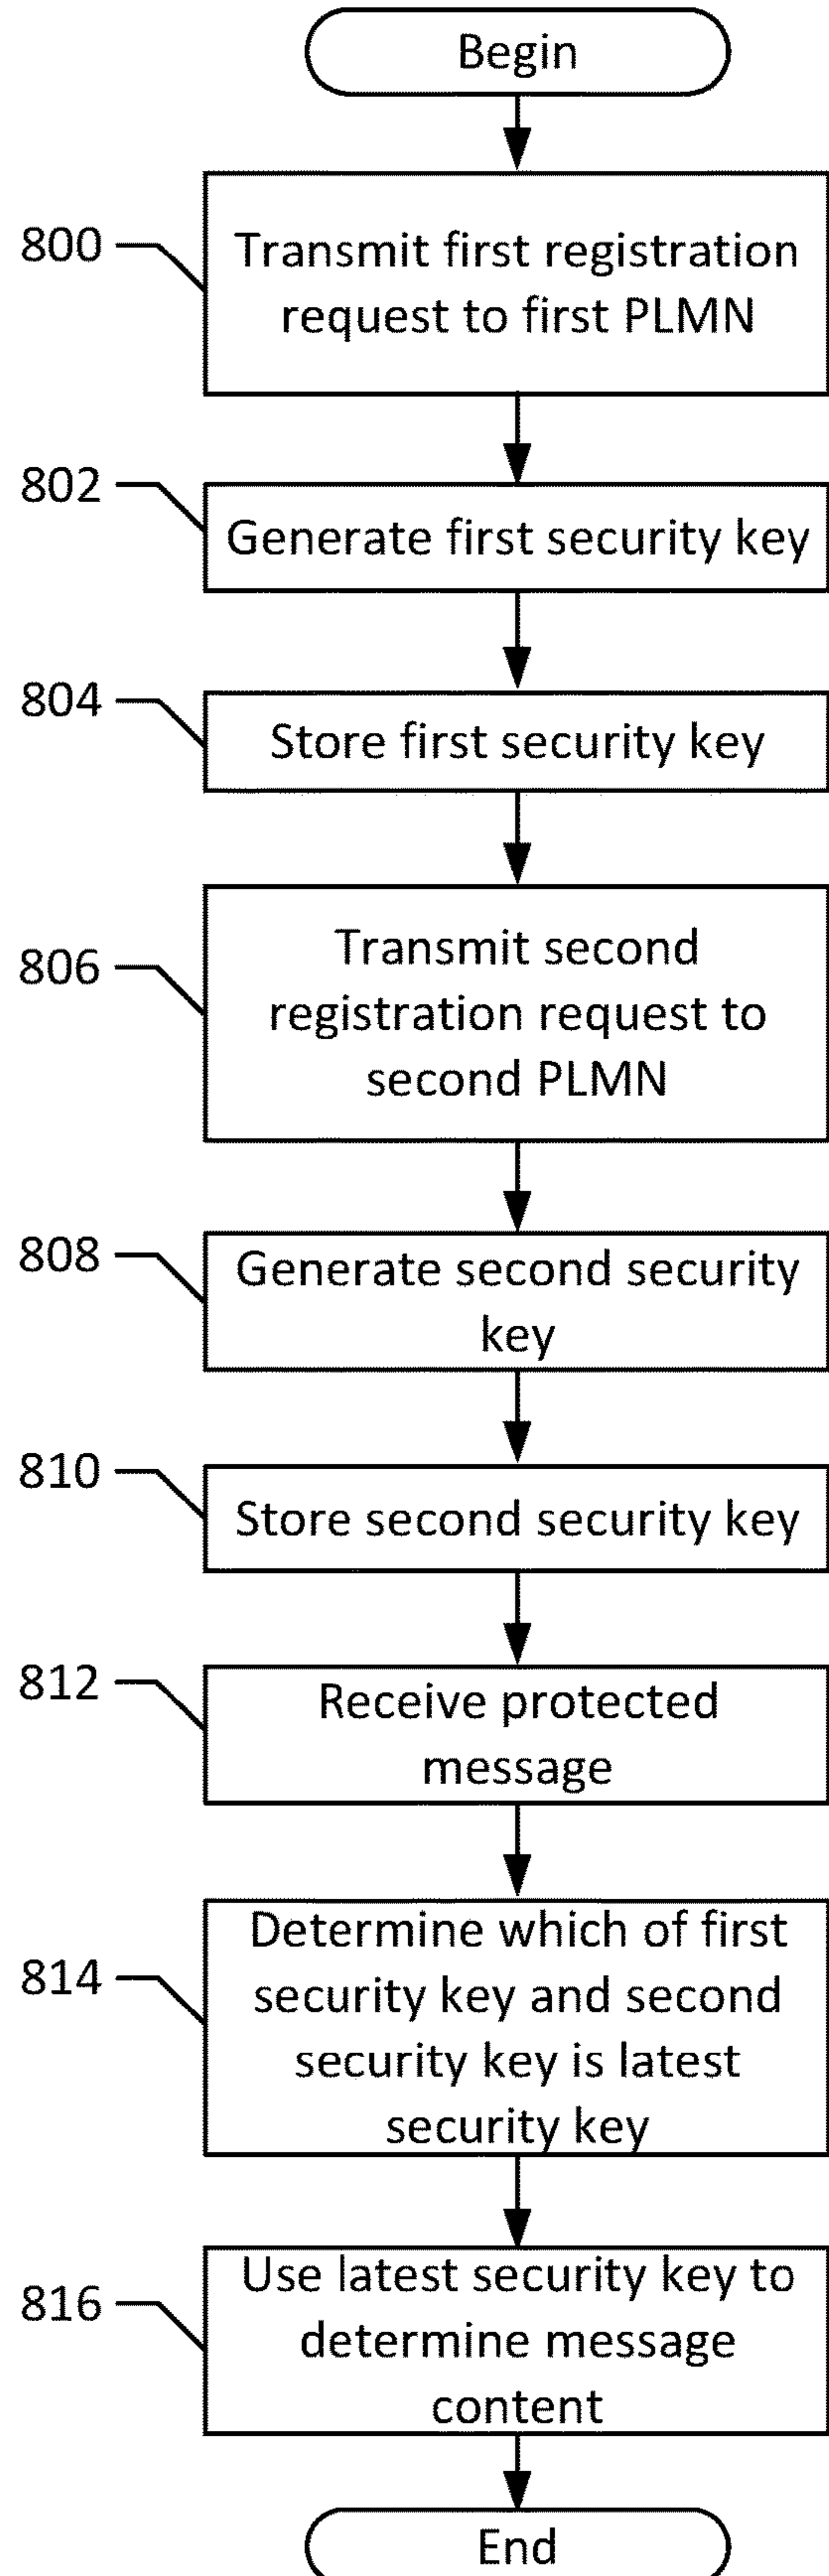 Begin
800
Transmit first registration
request to first PLMN
802
Generate first security key
804
Store first security key
806
Transmit second
registration request to
second PLMN
808
Generate second security
key
810
Store second security key
812
Receive protected
message
814
Determine which of first
security key and second
security key is latest
security key
816
Use latest security key to
determine message
content
End